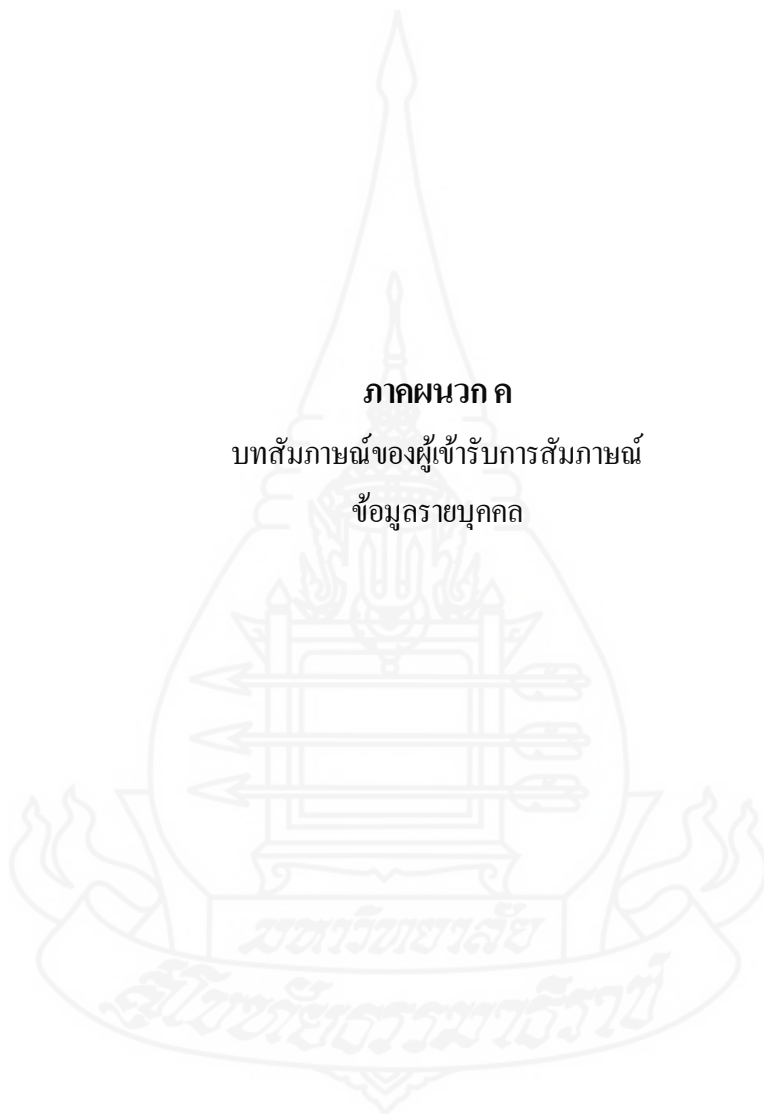 ภาคผนวก ค
บทสัมภาษณ์ของผู้เข้ารับการสัมภาษณ์
ข้อมูลรายบุคคล
มหาวิทยาลัย
สุโขทัยธรรมาธิราช